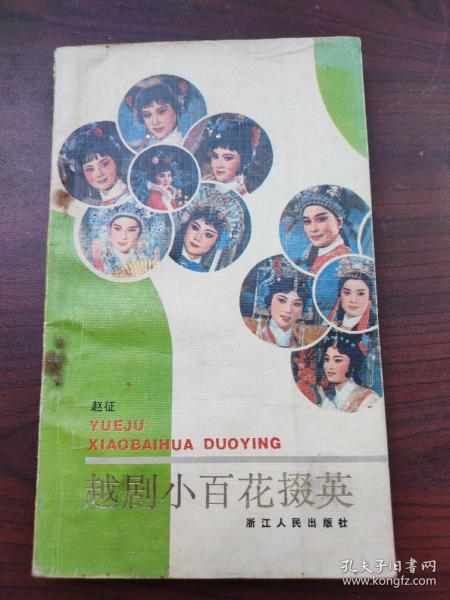 赵征
YUEJU
XIAOBAIHUA DUOYING
越剧小百花掇英
浙江人民出版社
孔夫子旧书网
www.kongfz.com